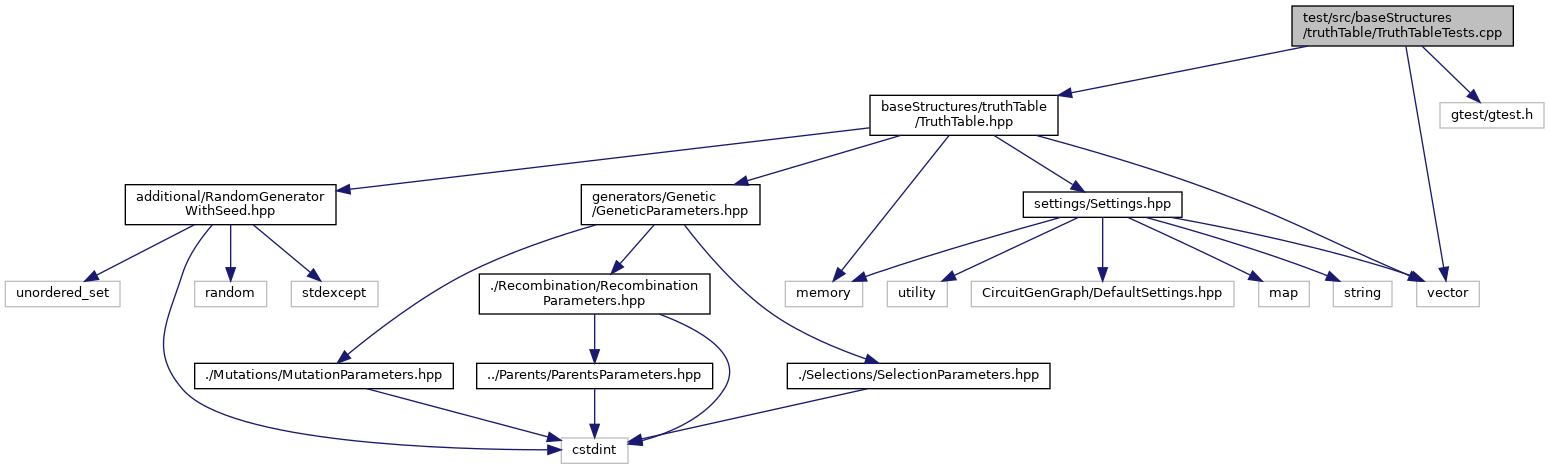 test/src/baseStructures
/truthTable/TruthTableTests.cpp
baseStructures/truthTable
/TruthTable.hpp
gtest/gtest.h
additional/RandomGenerator
WithSeed.hpp
generators/Genetic
/GeneticParameters.hpp
settings/Settings.hpp
unordered_set
random
stdexcept
./Recombination/Recombination
Parameters.hpp
memory
utility
CircuitGenGraph/DefaultSettings.hpp
map
string
vector
./Mutations/MutationParameters.hpp
../Parents/ParentsParameters.hpp
./Selections/SelectionParameters.hpp
cstdint